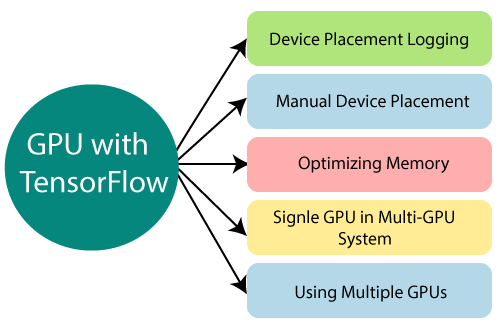 GPU with
TensorFlow
Device Placement Logging
Manual Device Placement
Optimizing Memory
Signle GPU in Multi-GPU
System
Using Multiple GPUs